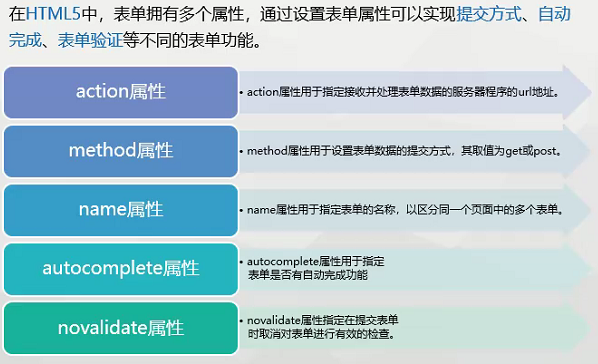 在HTML5中，表单拥有多个属性，通过设置表单属性可以实现提交方式、自动
完成、表单验证等不同的表单功能。
action属性
• action属性用于指定接收并处理表单数据的服务器程序的url地址。
method属性
• method属性用于设置表单数据的提交方式，其取值为get或post。
name属性
• name属性用于指定表单的名称，以区分同一个页面中的多个表单。
autocomplete属性
• autocomplete属性用于指定
表单是否有自动完成功能
novalidate属性
• novalidate属性指定在提交表单
时取消对表单进行有效的检查。